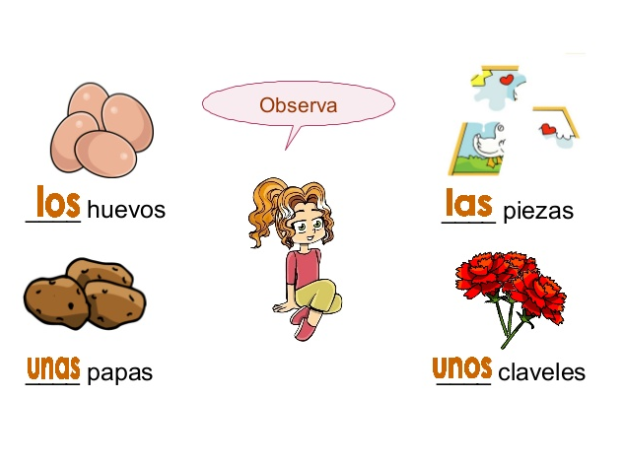 Observa
los huevos
las piezas
unas papas
unos claveles